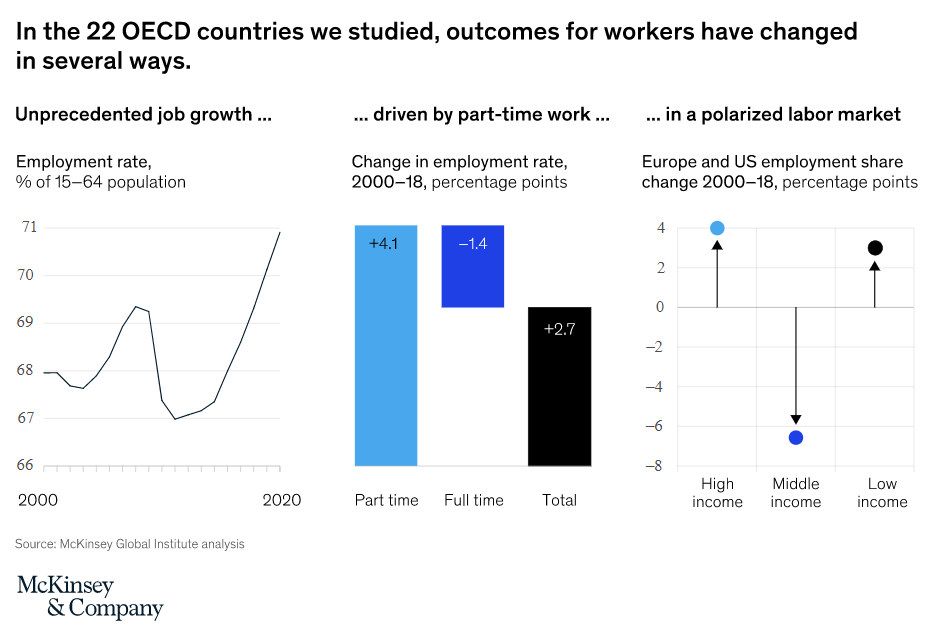 In the 22 OECD countries we studied, outcomes for workers have changed
in several ways.
Unprecedented job growth ...
Employment rate,
% of 15–64 population
71
70
69
68
67
66
2000
2020
... driven by part-time work ...
Change in employment rate,
2000–18, percentage points
+4.1
–1.4
+2.7
Part time
Full time
Total
... in a polarized labor market
Europe and US employment share
change 2000–18, percentage points
4
2
0
–2
–4
–6
–8
High
income
Middle
income
Low
income
Source: McKinsey Global Institute analysis
McKinsey
& Company